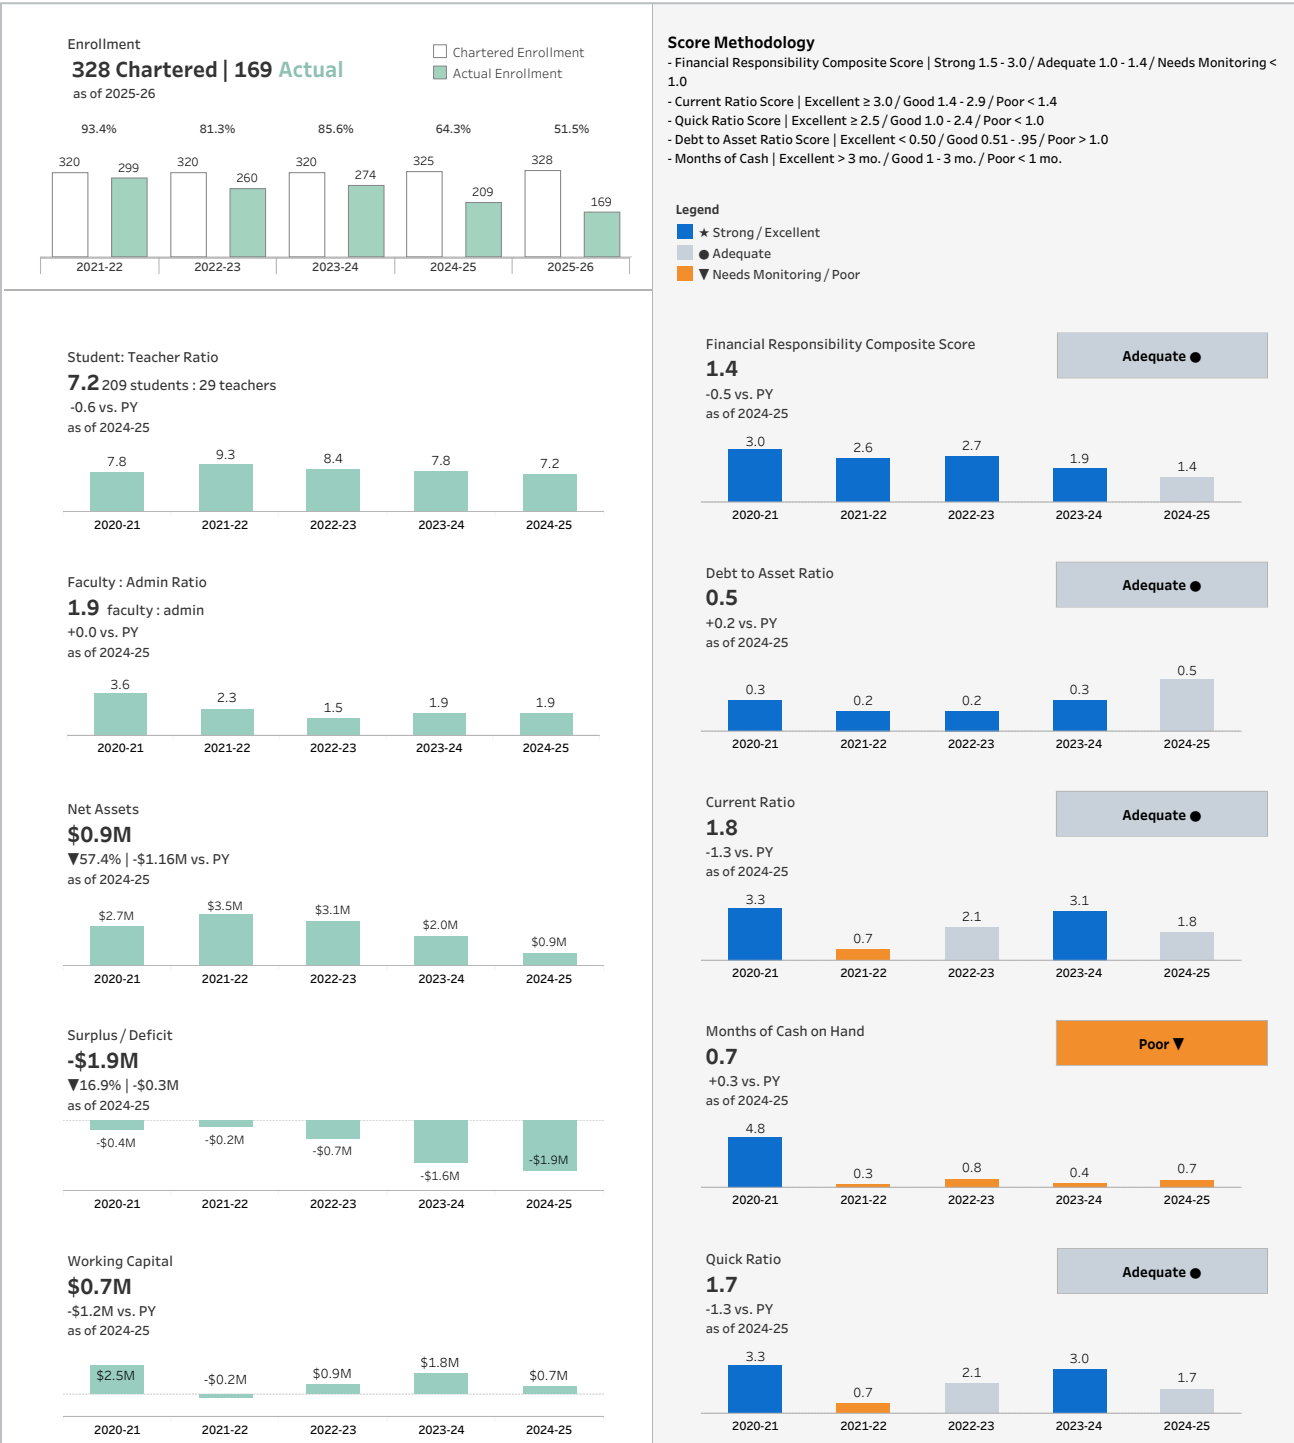 Enrollment
328 Chartered | 169 Actual
as of 2025-26
Chartered Enrollment
Actual Enrollment
93.4% 81.3% 85.6% 64.3% 51.5%
320 299 320 260 320 274 325 209 328 169
2021-22 2022-23 2023-24 2024-25 2025-26
Student: Teacher Ratio
7.2 209 students : 29 teachers
-0.6 vs. PY
as of 2024-25
7.8 9.3 8.4 7.8 7.2
2020-21 2021-22 2022-23 2023-24 2024-25
Faculty : Admin Ratio
1.9 faculty : admin
+0.0 vs. PY
as of 2024-25
3.6 2.3 1.5 1.9 1.9
2020-21 2021-22 2022-23 2023-24 2024-25
Net Assets
$0.9M
▼57.4% | -$1.16M vs. PY
as of 2024-25
$2.7M $3.5M $3.1M $2.0M $0.9M
2020-21 2021-22 2022-23 2023-24 2024-25
Surplus / Deficit
-$1.9M
▼16.9% | -$0.3M
as of 2024-25
-$0.4M -$0.2M -$0.7M -$1.6M -$1.9M
2020-21 2021-22 2022-23 2023-24 2024-25
Working Capital
$0.7M
-$1.2M vs. PY
as of 2024-25
$2.5M -$0.2M $0.9M $1.8M $0.7M
2020-21 2021-22 2022-23 2023-24 2024-25
Score Methodology
- Financial Responsibility Composite Score | Strong 1.5 - 3.0 / Adequate 1.0 - 1.4 / Needs Monitoring <
1.0
- Current Ratio Score | Excellent ≥ 3.0 / Good 1.4 - 2.9 / Poor < 1.4
- Quick Ratio Score | Excellent ≥ 2.5 / Good 1.0 - 2.4 / Poor < 1.0
- Debt to Asset Ratio Score | Excellent < 0.50 / Good 0.51 - .95 / Poor > 1.0
- Months of Cash | Excellent > 3 mo. / Good 1 - 3 mo. / Poor < 1 mo.
Legend
★ Strong / Excellent
● Adequate
▼ Needs Monitoring / Poor
Financial Responsibility Composite Score
Adequate ●
1.4
-0.5 vs. PY
as of 2024-25
3.0 2.6 2.7 1.9 1.4
2020-21 2021-22 2022-23 2023-24 2024-25
Debt to Asset Ratio
Adequate ●
0.5
+0.2 vs. PY
as of 2024-25
0.3 0.2 0.2 0.3 0.5
2020-21 2021-22 2022-23 2023-24 2024-25
Current Ratio
Adequate ●
1.8
-1.3 vs. PY
as of 2024-25
3.3 0.7 2.1 3.1 1.8
2020-21 2021-22 2022-23 2023-24 2024-25
Months of Cash on Hand
Poor ▼
0.7
+0.3 vs. PY
as of 2024-25
4.8 0.3 0.8 0.4 0.7
2020-21 2021-22 2022-23 2023-24 2024-25
Quick Ratio
Adequate ●
1.7
-1.3 vs. PY
as of 2024-25
3.3 0.7 2.1 3.0 1.7
2020-21 2021-22 2022-23 2023-24 2024-25